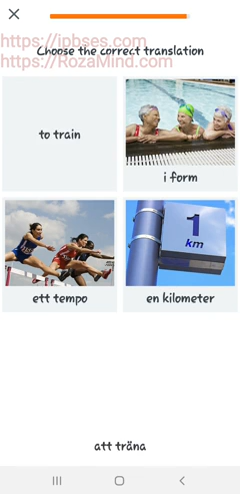 https://ipbses.com
Choose the correct translation
https://RozaMind.com
to train
i form
1
km
ett tempo
en kilometer
att träna